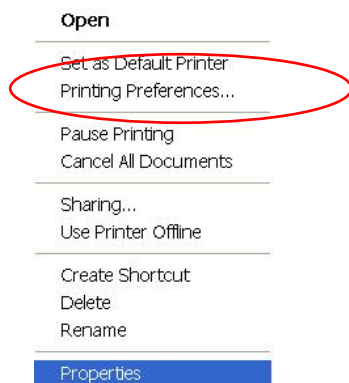 Open
Set as Default Printer
Printing Preferences...
Pause Printing
Cancel All Documents
Sharing...
Use Printer Offline
Create Shortcut
Delete
Rename
Properties